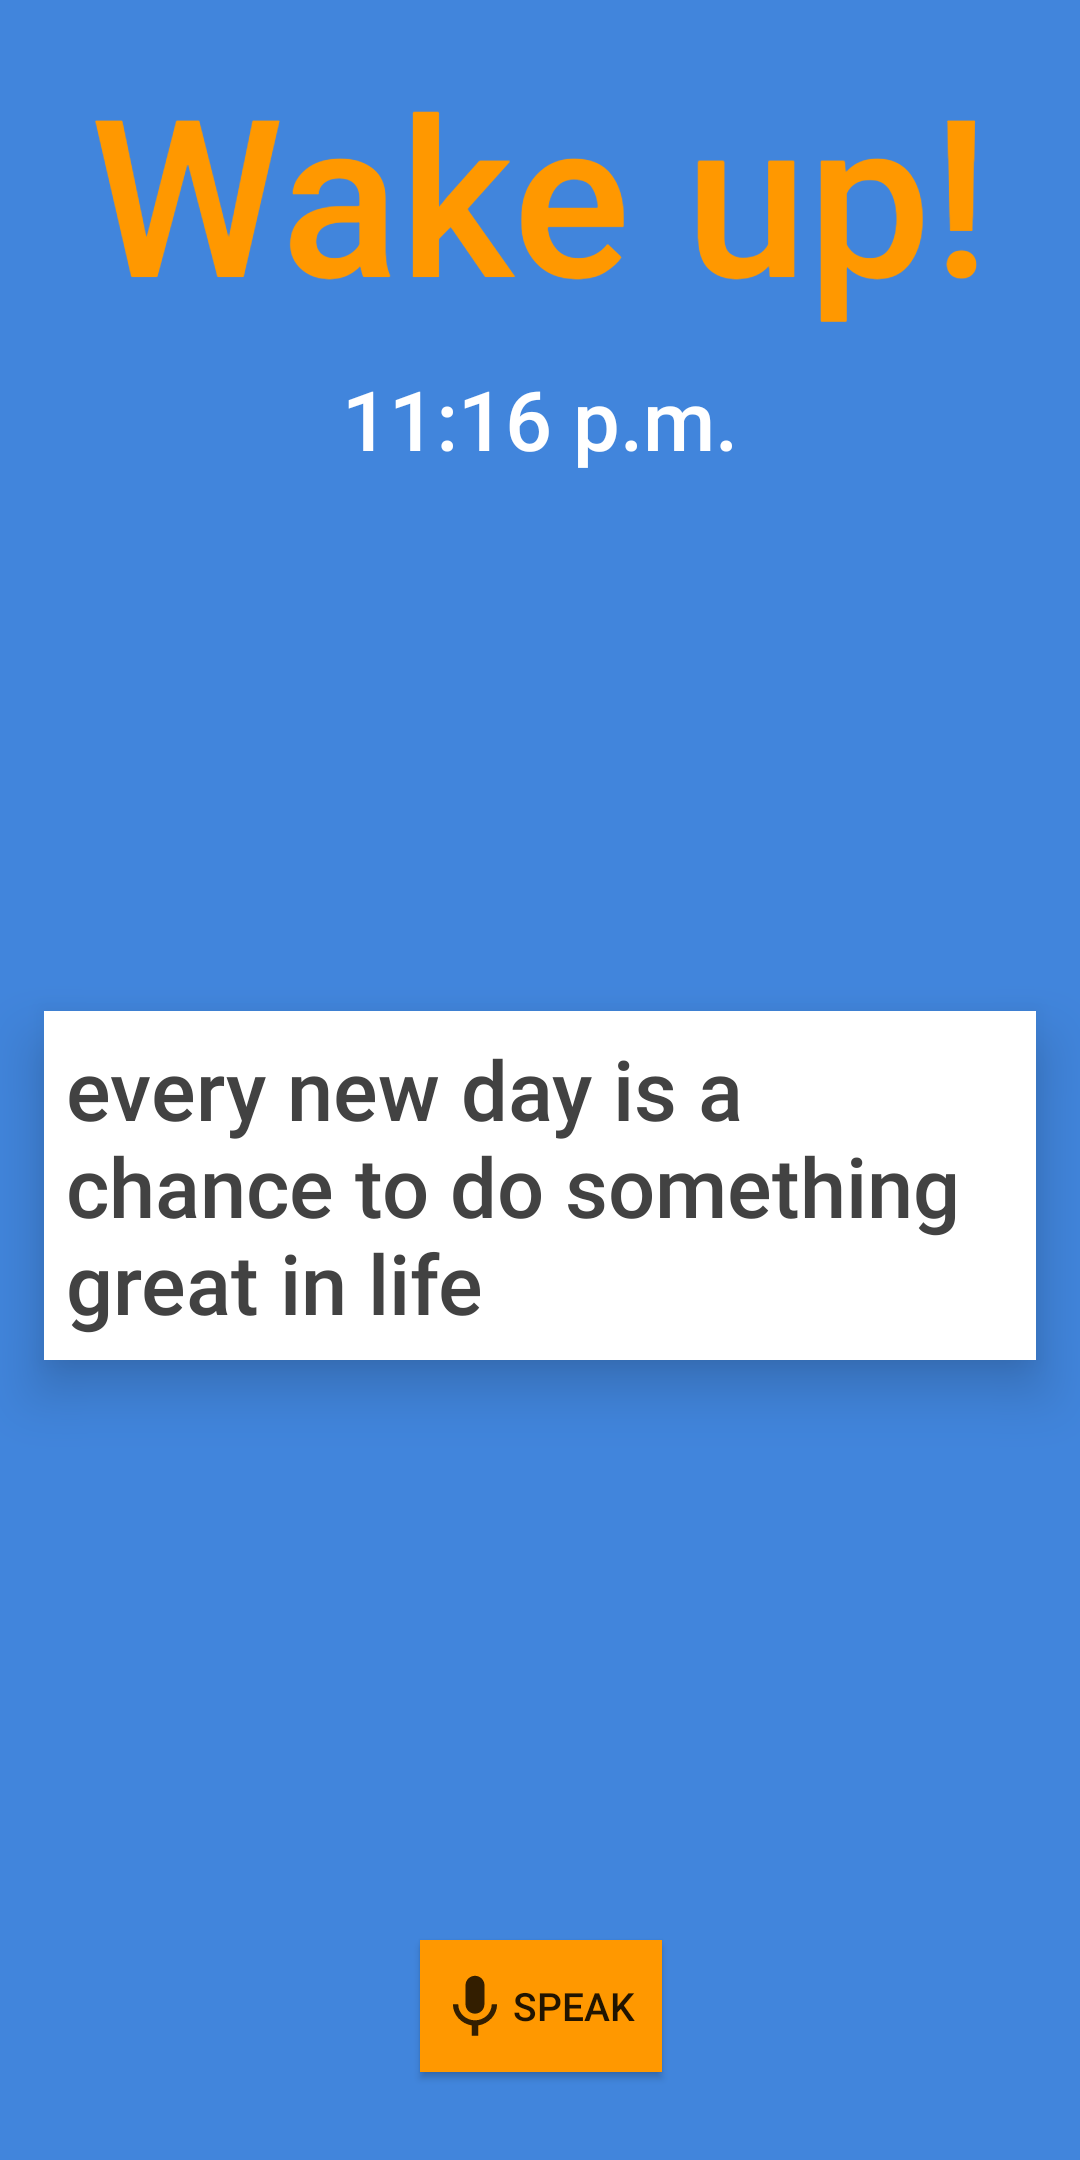 Wake up!
11:16 p.m.
every new day is a
chance to do something
great in life
SPEAK